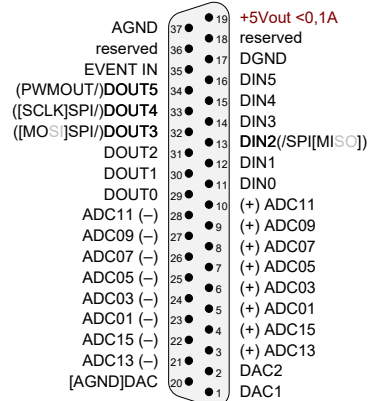 AGND 37 19 +5Vout <0,1A
reserved 36 18 reserved
EVENT IN 35 17 DGND
(PWMOUT/)DOUT5 34 16 DIN5
([SCLK]SPI/)DOUT4 33 15 DIN4
([MOSI]SPI/)DOUT3 32 14 DIN3
DOUT2 31 13 DIN2(/SPI[MISO])
DOUT1 30 12 DIN1
DOUT0 29 11 DIN0
ADC11 (–) 28 10 (+) ADC11
ADC09 (–) 27 9 (+) ADC09
ADC07 (–) 26 8 (+) ADC07
ADC05 (–) 25 7 (+) ADC05
ADC03 (–) 24 6 (+) ADC03
ADC01 (–) 23 5 (+) ADC01
ADC15 (–) 22 4 (+) ADC15
ADC13 (–) 21 3 (+) ADC13
[AGND]DAC 20 2 DAC2
1 DAC1